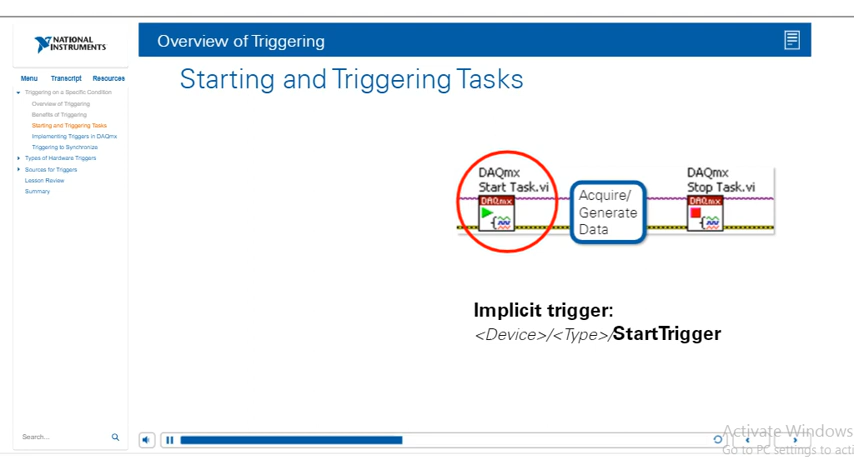 NATIONAL
INSTRUMENTS
Overview of Triggering
Menu Transcript Resources
Triggering on a Specific Condition
Overview of Triggering
Benefits of Triggering
Starting and Triggering Tasks
Implementing Triggers in DAQmx
Triggering to Synchronize
Types of Hardware Triggers
Sources for Triggers
Lesson Review
Summary
Starting and Triggering Tasks
DAQmx
Start Task.vi
DAQmx
Acquire/
Generate
Data
DAQmx
Stop Task.vi
DAQmx
Implicit trigger:
<Device>/<Type>/StartTrigger
Search...
Activate Windows
Go to PC settings to acti